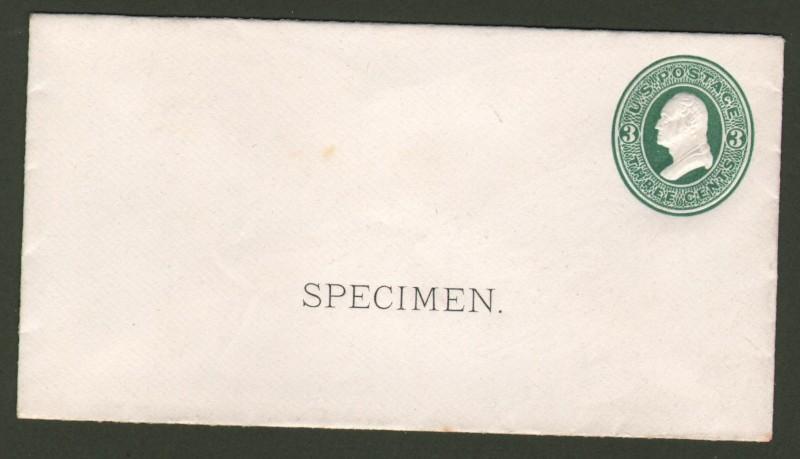 U.S. POSTAGE
3 3
THREE CENTS
SPECIMEN.